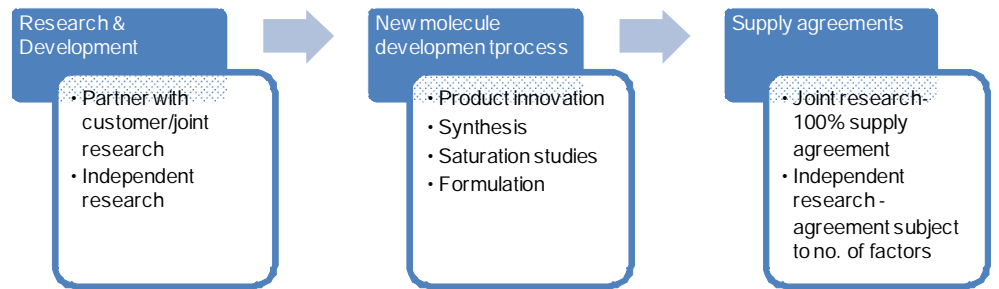 Research &
Development
• Partner with
customer/joint
research
• Independent
research
New molecule
developmen tprocess
• Product innovation
• Synthesis
• Saturation studies
• Formulation
Supply agreements
• Joint research-
100% supply
agreement
• Independent
research -
agreement subject
to no. of factors